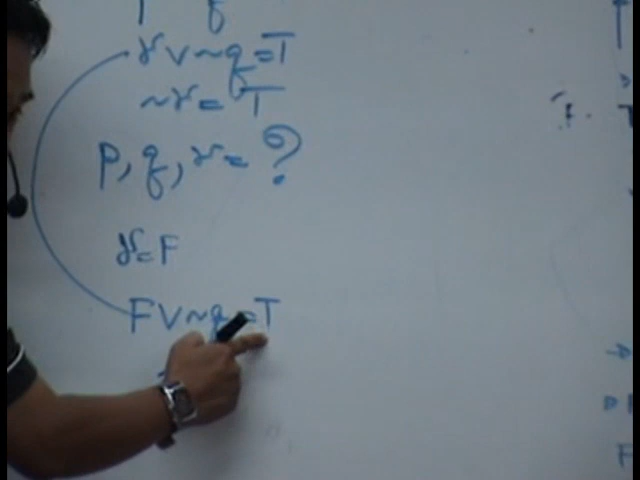 r ∨ ~q = T
~r = T
p, q, r = ?
r = F
F ∨ ~q = T